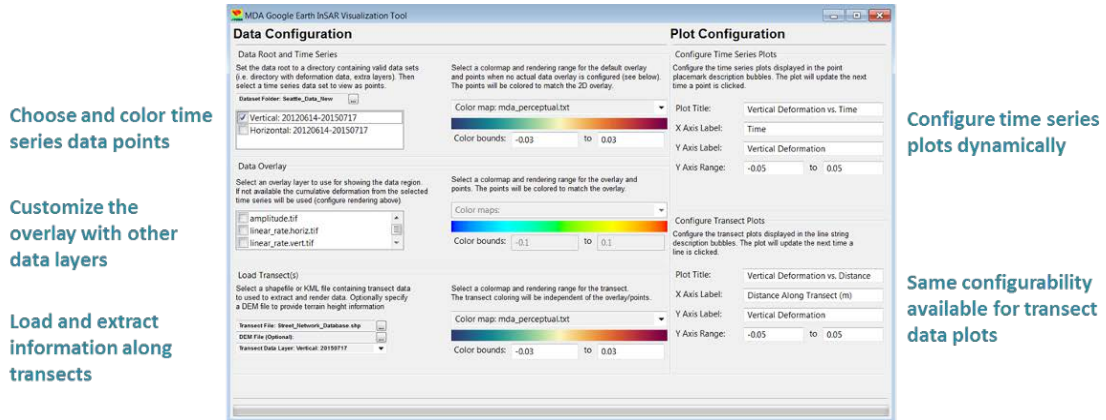 MDA Google Earth InSAR Visualization Tool
Data Configuration
Plot Configuration
Choose and color time
series data points
Customize the
overlay with other
data layers
Load and extract
information along
transects
Data Root and Time Series
Set the data root to a directory containing valid data sets
(i.e. directory with deformation data, extra layers). Then
select a time series data set to view as points.
Dataset Folder: Seattle_Data_New
...
Vertical: 20120614-20150717
Horizontal: 20120614-20150717
Select a colormap and rendering range for the default overlay
and points when no actual data overlay is configured (see below).
The points will be colored to match the 2D overlay.
Color map: mda_perceptual.txt
Color bounds: -0.03 to 0.03
Data Overlay
Select an overlay layer to use for showing the data region.
If not available the cumulative deformation from the selected
time series will be used (configure rendering above)
amplitude.tif
linear_rate.horiz.tif
linear_rate.vert.tif
Select a colormap and rendering range for the overlay and
points. The points will be colored to match the overlay.
Color maps:
Color bounds: -0.1 to 0.1
Load Transect(s)
Select a shapefile or KML file containing transect data
to used to extract and render data. Optionally specify
a DEM file to provide terrain height information
Transect File: Street_Network_Database.shp
...
DEM File (Optional):
...
Transect Data Layer: Vertical: 20150717
Select a colormap and rendering range for the transect.
The transect coloring will be independent of the overlay/points.
Color map: mda_perceptual.txt
Color bounds: -0.03 to 0.03
Configure Time Series Plots
Configure the time series plots displayed in the point
placemark description bubbles. The plot will update the next
time a point is clicked.
Plot Title: Vertical Deformation vs. Time
X Axis Label: Time
Y Axis Label: Vertical Deformation
Y Axis Range: -0.05 to 0.05
Configure Transect Plots
Configure the transect plots displayed in the line string
description bubbles. The plot will update the next time a
line is clicked.
Plot Title: Vertical Deformation vs. Distance
X Axis Label: Distance Along Transect (m)
Y Axis Label: Vertical Deformation
Y Axis Range: -0.05 to 0.05
Configure time series
plots dynamically
Same configurability
available for transect
data plots